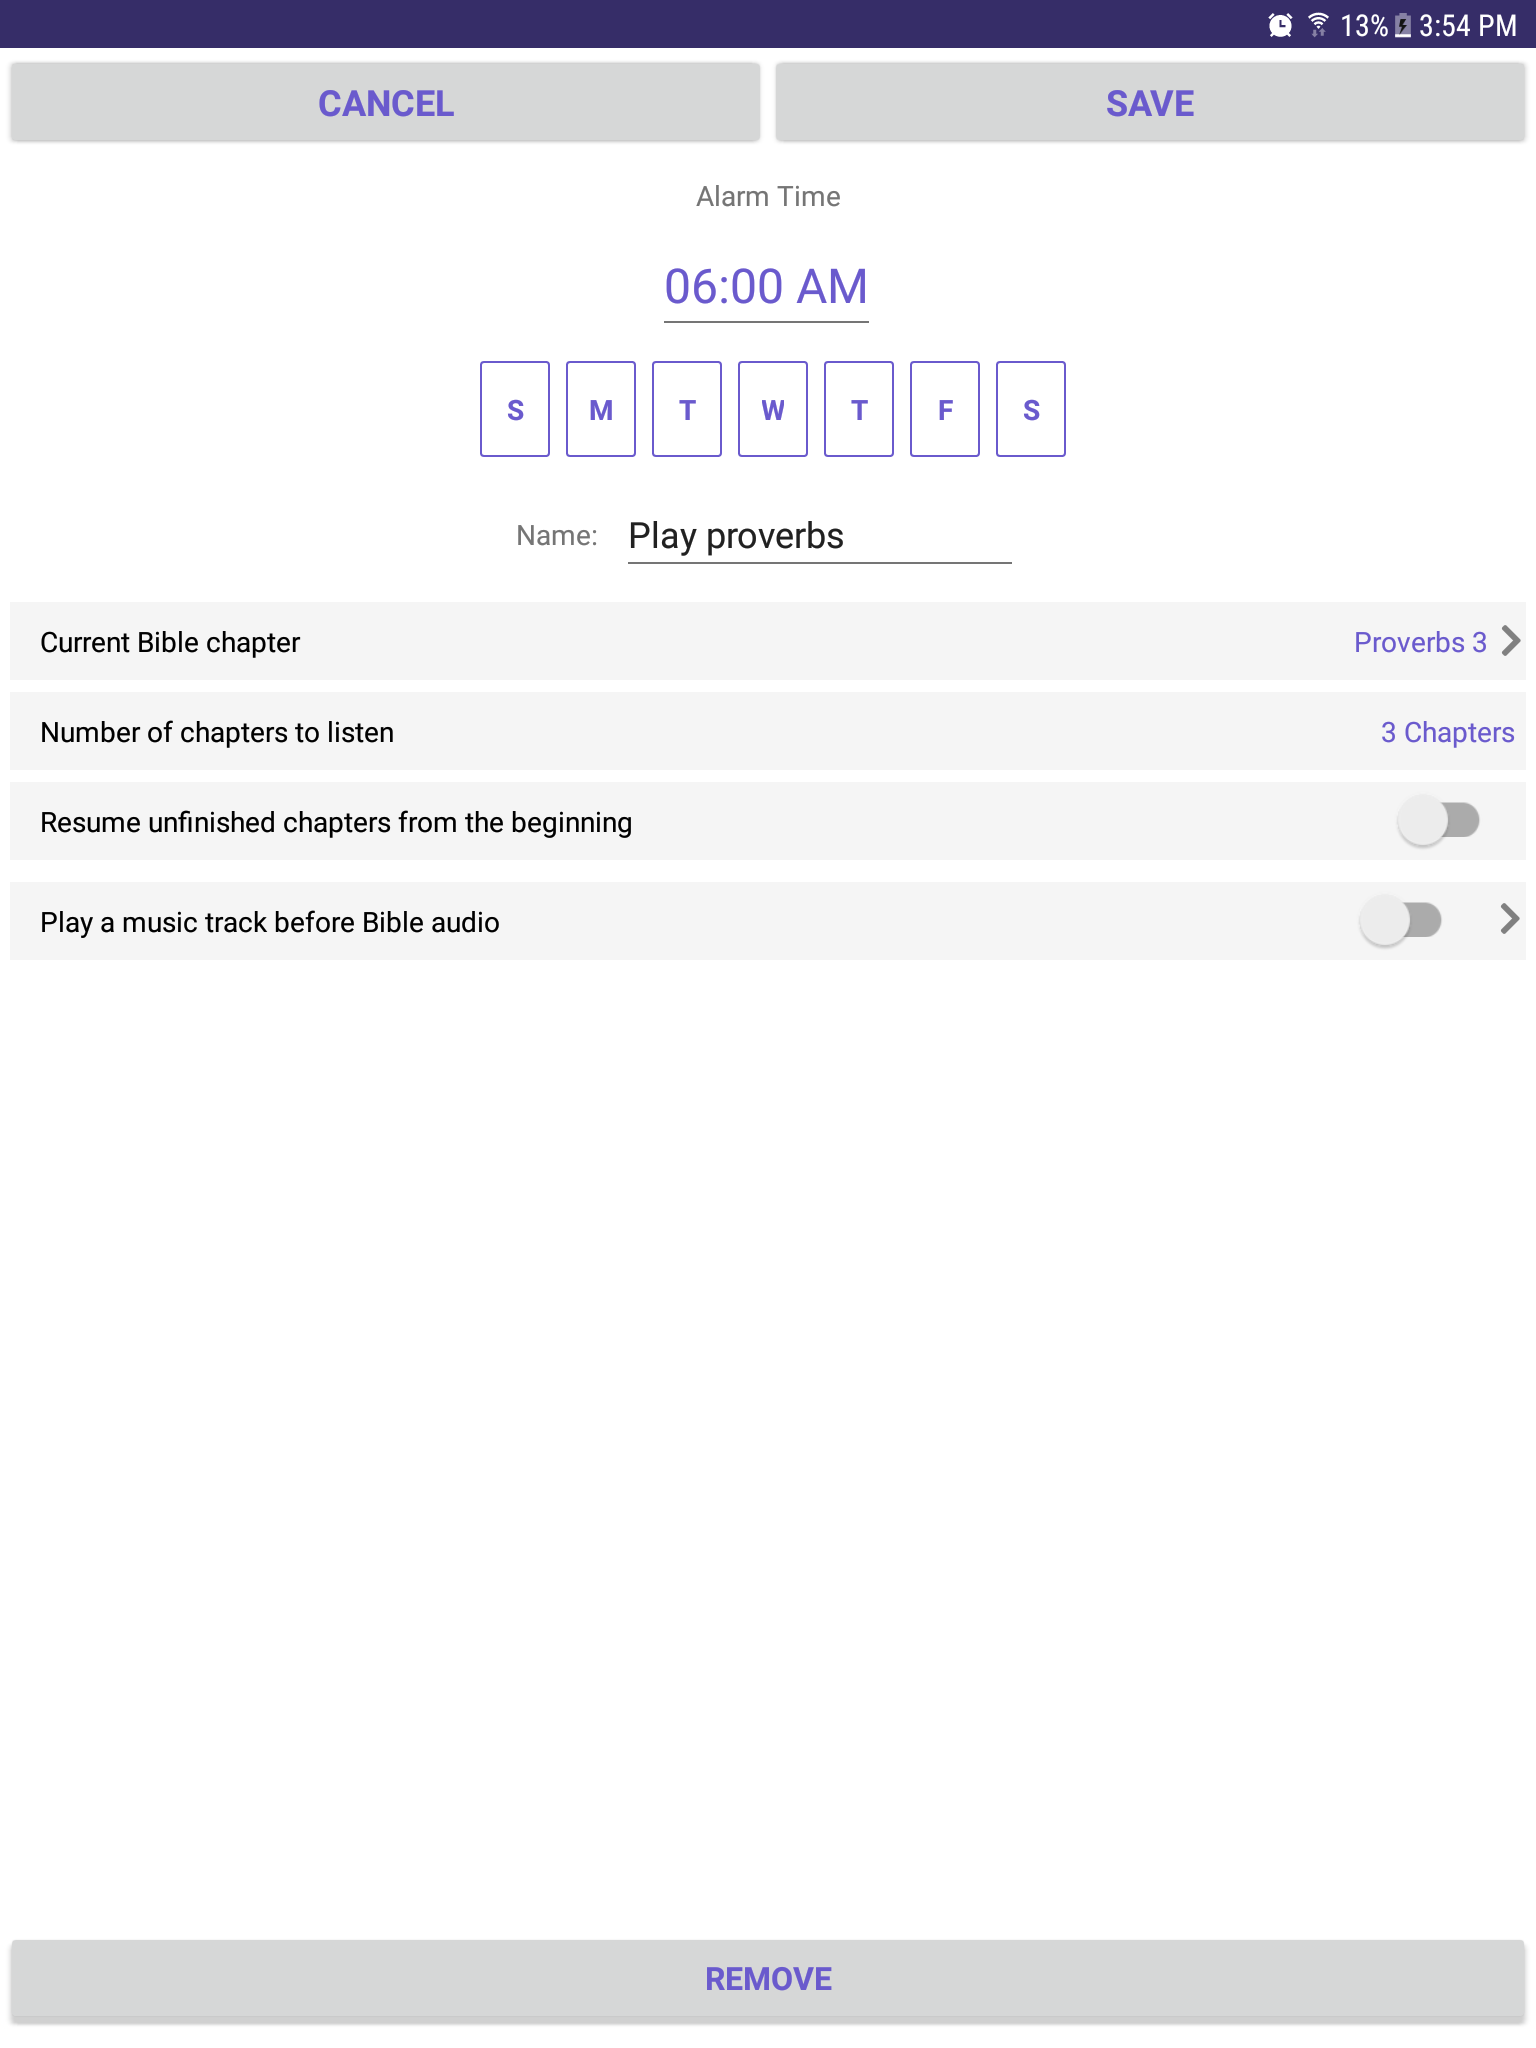 13% 3:54 PM
CANCEL SAVE
Alarm Time
06:00 AM
S M T W T F S
Name: Play proverbs
Current Bible chapter Proverbs 3
Number of chapters to listen 3 Chapters
Resume unfinished chapters from the beginning
Play a music track before Bible audio
REMOVE